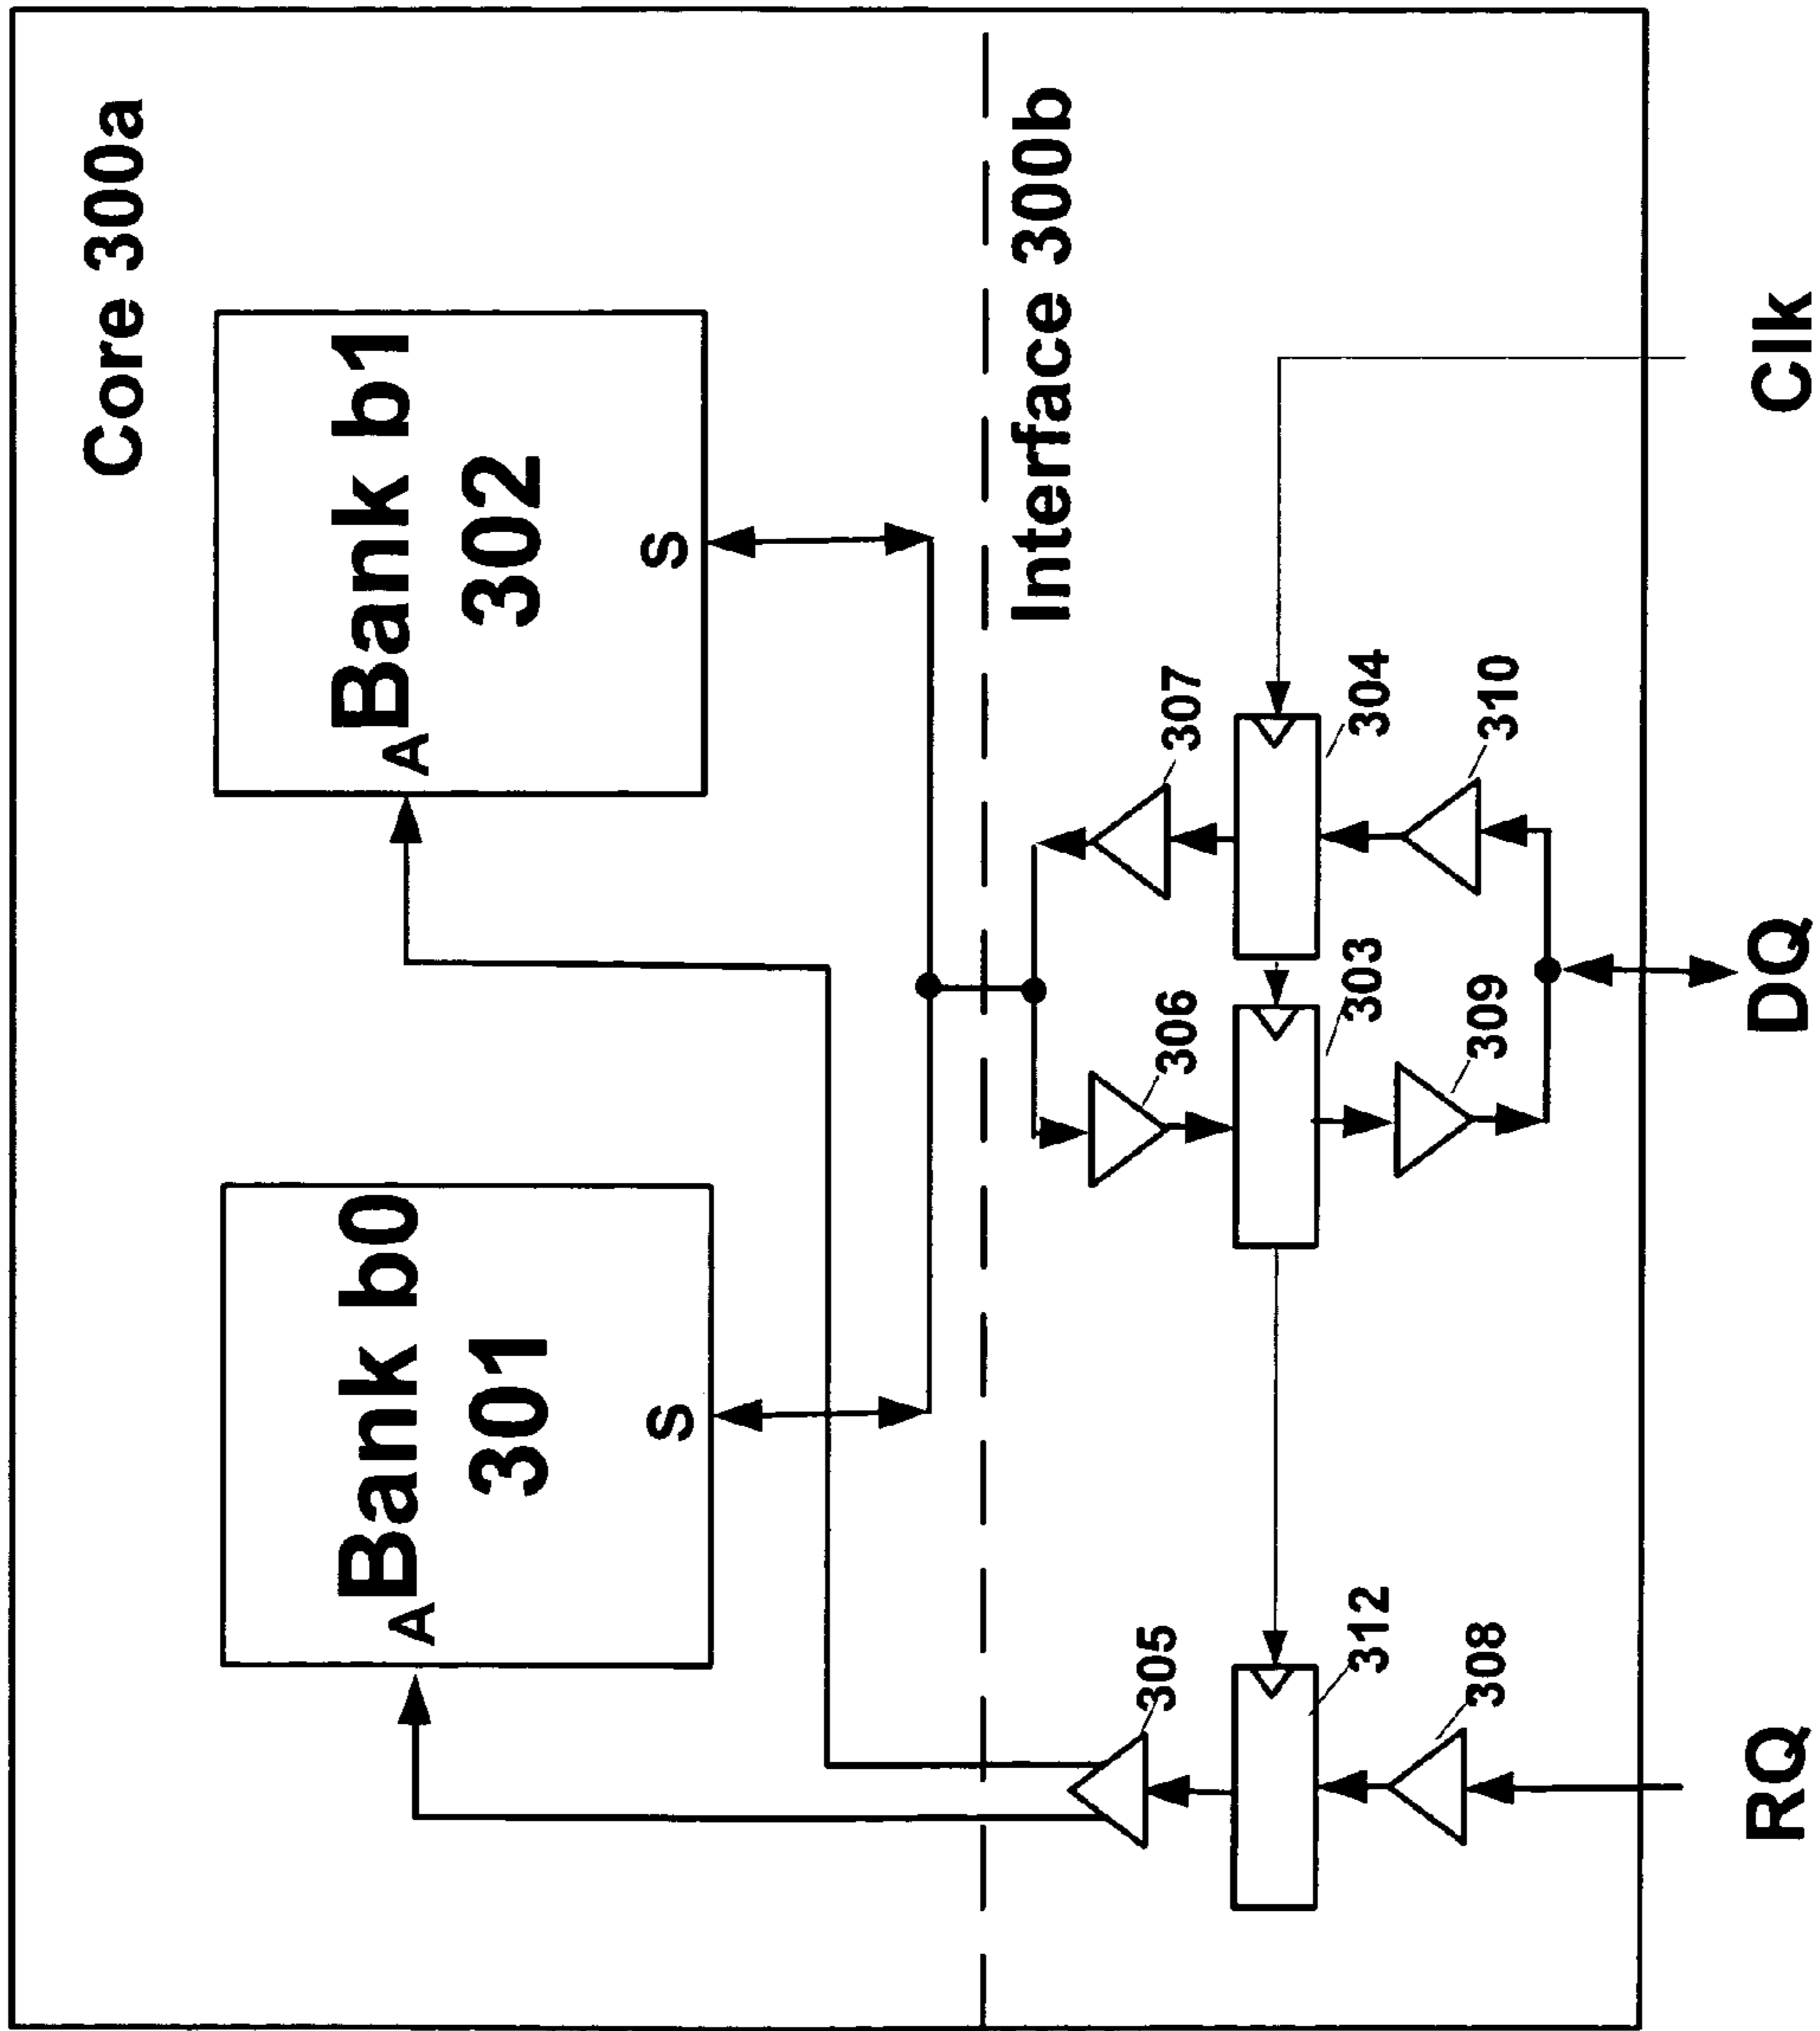 Core 300a
Bank b0
301
A
S
Bank b1
302
A
S
Interface 300b
305
306
307
312
303
304
308
309
310
RQ
DQ
Clk